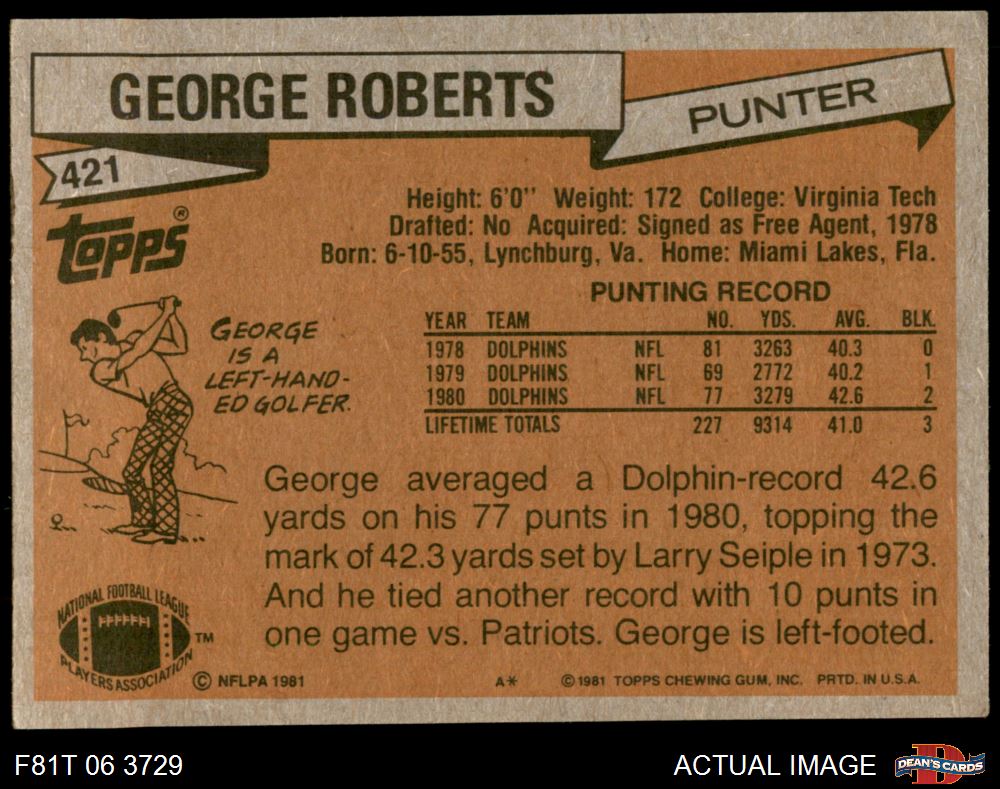 GEORGE ROBERTS
PUNTER
421
Topps®
Height: 6'0" Weight: 172 College: Virginia Tech
Drafted: No Acquired: Signed as Free Agent, 1978
Born: 6-10-55, Lynchburg, Va. Home: Miami Lakes, Fla.
GEORGE
IS A
LEFT-HAND-
ED GOLFER.
PUNTING RECORD
YEAR TEAM NO. YDS. AVG. BLK.
1978 DOLPHINS NFL 81 3263 40.3 0
1979 DOLPHINS NFL 69 2772 40.2 1
1980 DOLPHINS NFL 77 3279 42.6 2
LIFETIME TOTALS 227 9314 41.0 3
George averaged a Dolphin-record 42.6
yards on his 77 punts in 1980, topping the
mark of 42.3 yards set by Larry Seiple in 1973.
And he tied another record with 10 punts in
one game vs. Patriots. George is left-footed.
NATIONAL FOOTBALL LEAGUE
PLAYERS ASSOCIATION
TM
© NFLPA 1981 A* © 1981 TOPPS CHEWING GUM, INC. PRTD. IN U.S.A.
F81T 06 3729
ACTUAL IMAGE
D
DEAN'S CARDS